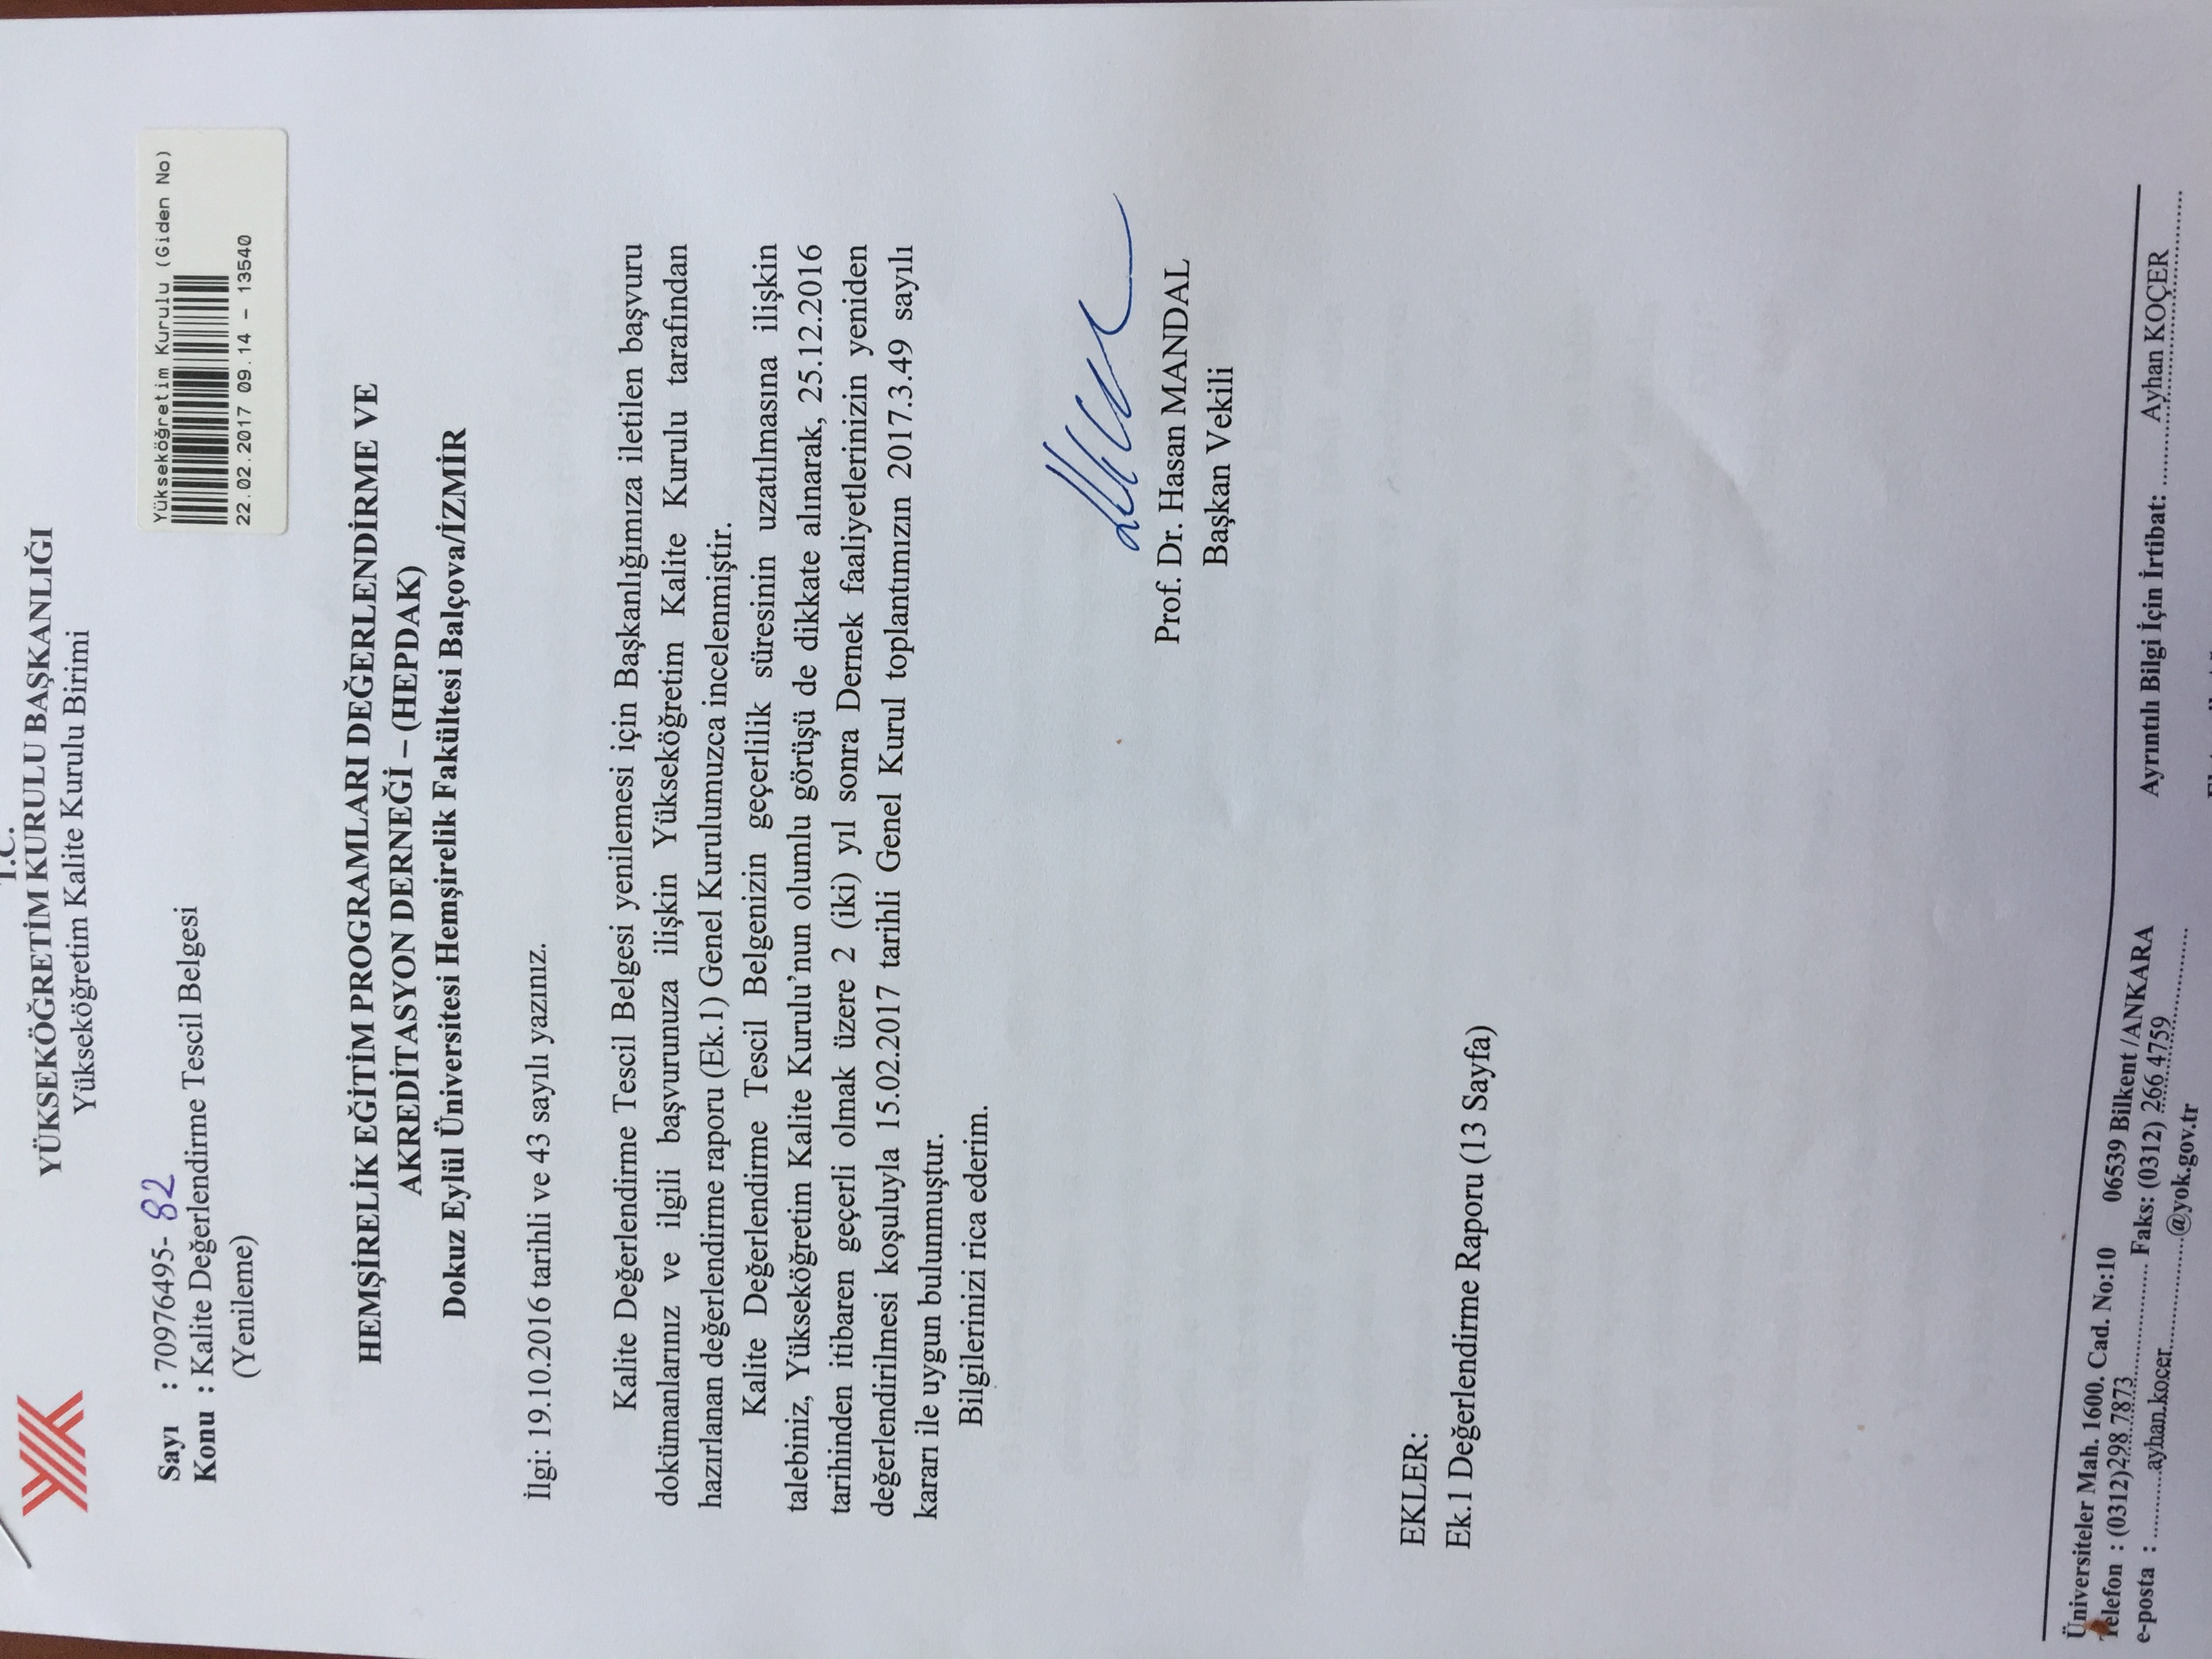 T.C.
YÜKSEKÖĞRETİM KURULU BAŞKANLIĞI
Yükseköğretim Kalite Kurulu Birimi
Sayı : 70976495- 82
Konu : Kalite Değerlendirme Tescil Belgesi
(Yenileme)
Yükseköğretim Kurulu (Giden No)
22.02.2017 09.14 - 13540
HEMŞİRELİK EĞİTİM PROGRAMLARI DEĞERLENDİRME VE
AKREDİTASYON DERNEĞİ – (HEPDAK)
Dokuz Eylül Üniversitesi Hemşirelik Fakültesi Balçova/İZMİR
İlgi: 19.10.2016 tarihli ve 43 sayılı yazınız.
Kalite Değerlendirme Tescil Belgesi yenilemesi için Başkanlığımıza iletilen başvuru
dokümanlarınız ve ilgili başvurunuza ilişkin Yükseköğretim Kalite Kurulu tarafından
hazırlanan değerlendirme raporu (Ek.1) Genel Kurulumuzca incelenmiştir.
Kalite Değerlendirme Tescil Belgenizin geçerlilik süresinin uzatılmasına ilişkin
talebiniz, Yükseköğretim Kalite Kurulu’nun olumlu görüşü de dikkate alınarak, 25.12.2016
tarihinden itibaren geçerli olmak üzere 2 (iki) yıl sonra Dernek faaliyetlerinizin yeniden
değerlendirilmesi koşuluyla 15.02.2017 tarihli Genel Kurul toplantımızın 2017.3.49 sayılı
kararı ile uygun bulunmuştur.
Bilgilerinizi rica ederim.
Prof. Dr. Hasan MANDAL
Başkan Vekili
EKLER:
Ek.1 Değerlendirme Raporu (13 Sayfa)
Üniversiteler Mah. 1600. Cad. No:10 06539 Bilkent /ANKARA
Telefon : (0312)298 7873 Faks: (0312) 266 4759
e-posta : ayhan.kocer @yok.gov.tr
Ayrıntılı Bilgi İçin İrtibat: Ayhan KOÇER